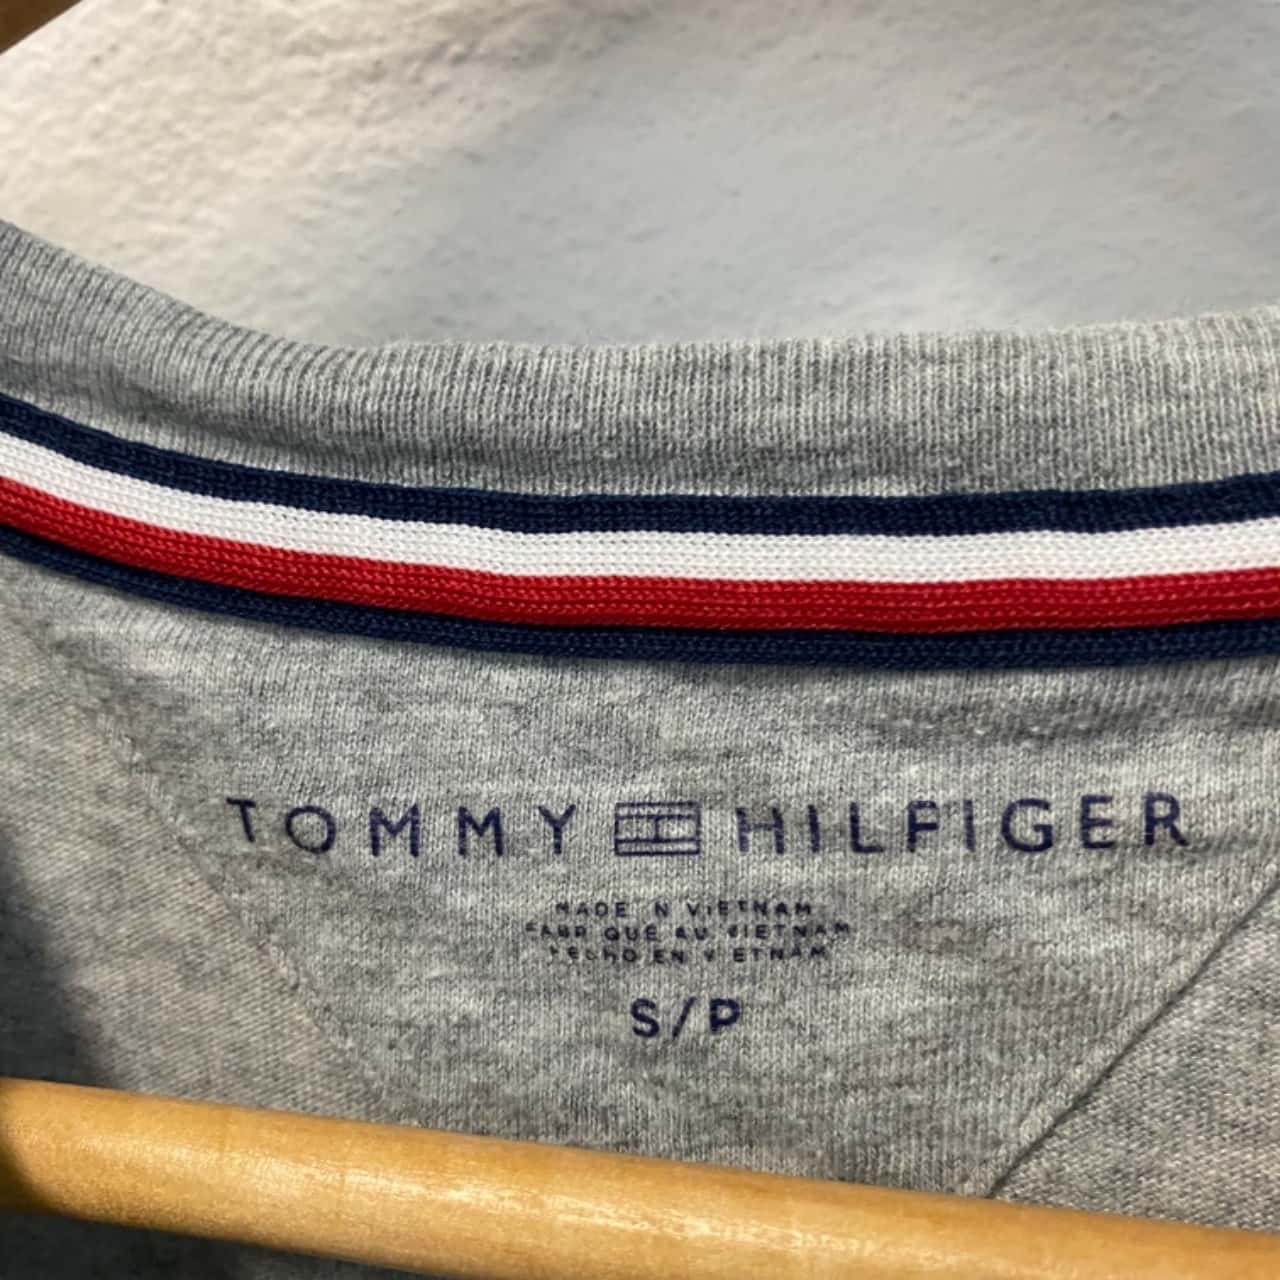 TOMMY HILFIGER
MADE IN VIETNAM
FABRIQUÉ AU VIETNAM
HECHO EN VIETNAM
S/P